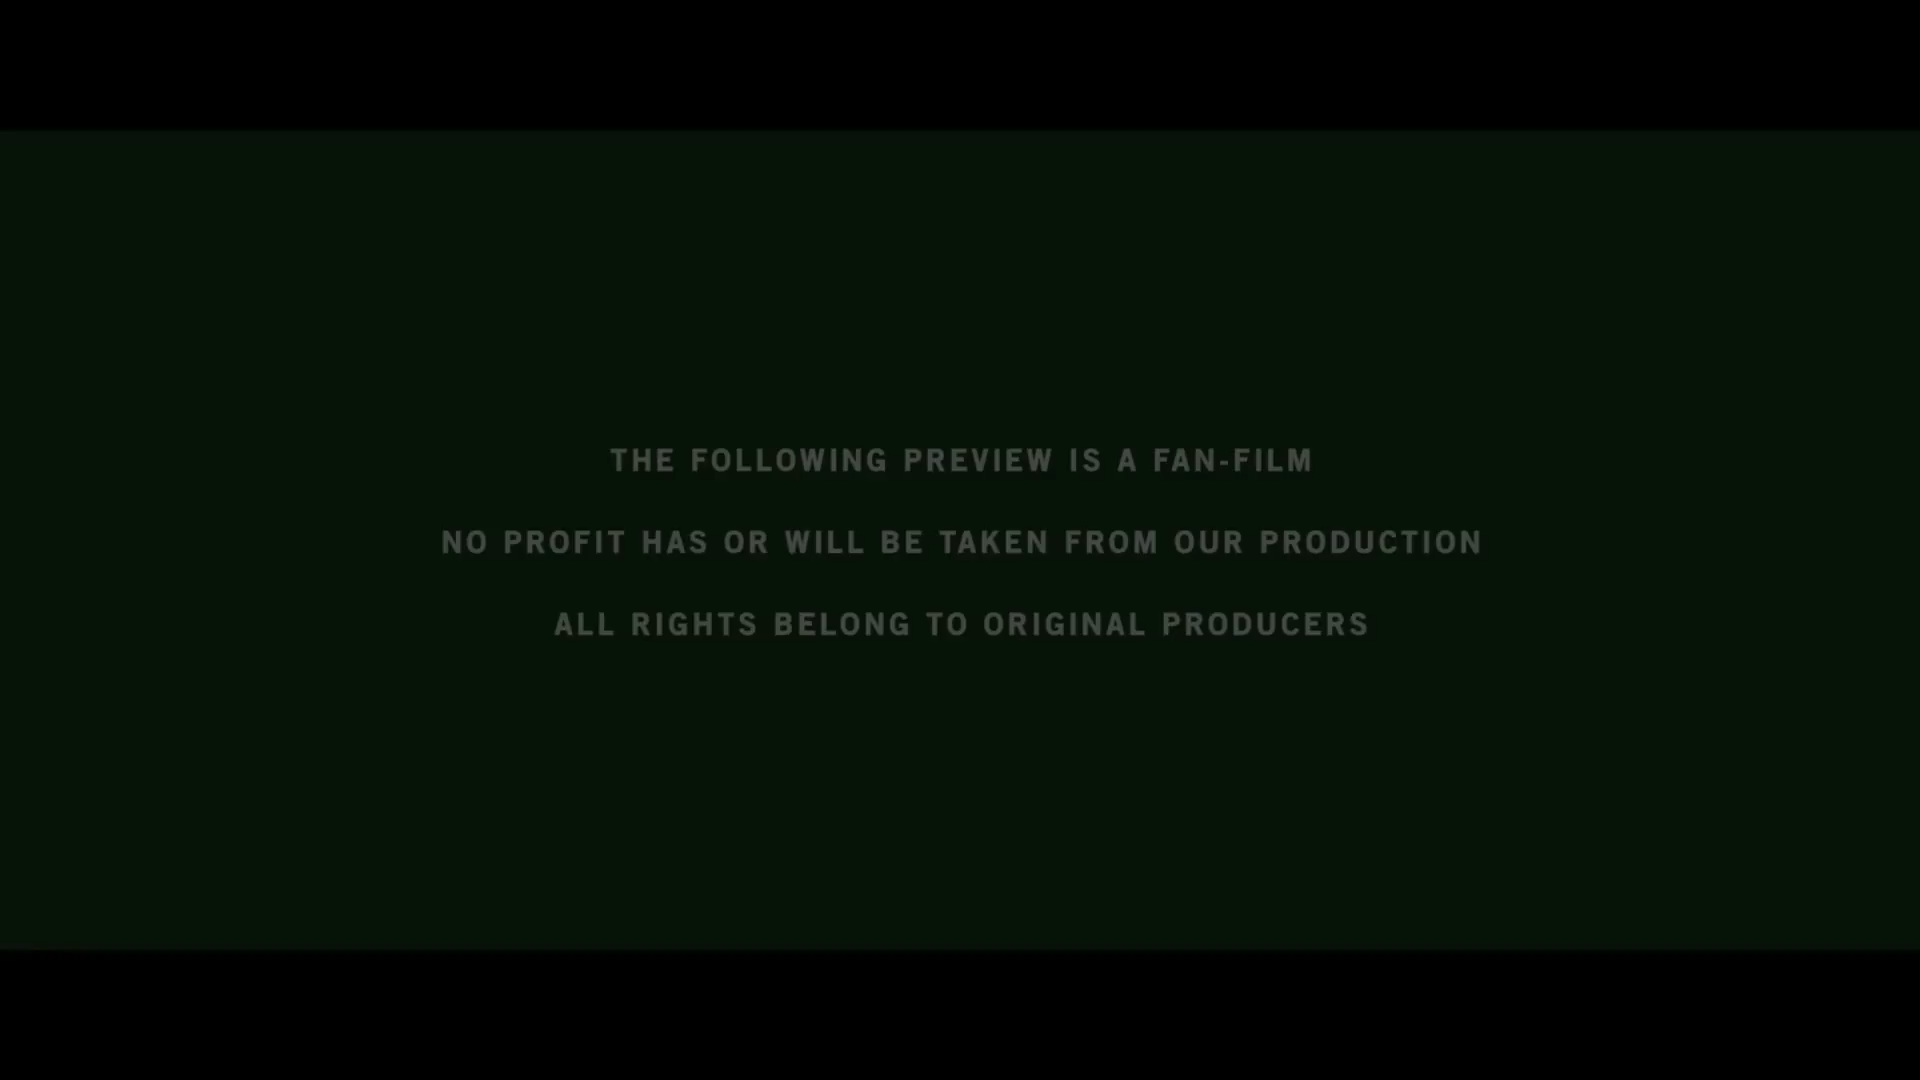 THE FOLLOWING PREVIEW IS A FAN-FILM
NO PROFIT HAS OR WILL BE TAKEN FROM OUR PRODUCTION
ALL RIGHTS BELONG TO ORIGINAL PRODUCERS